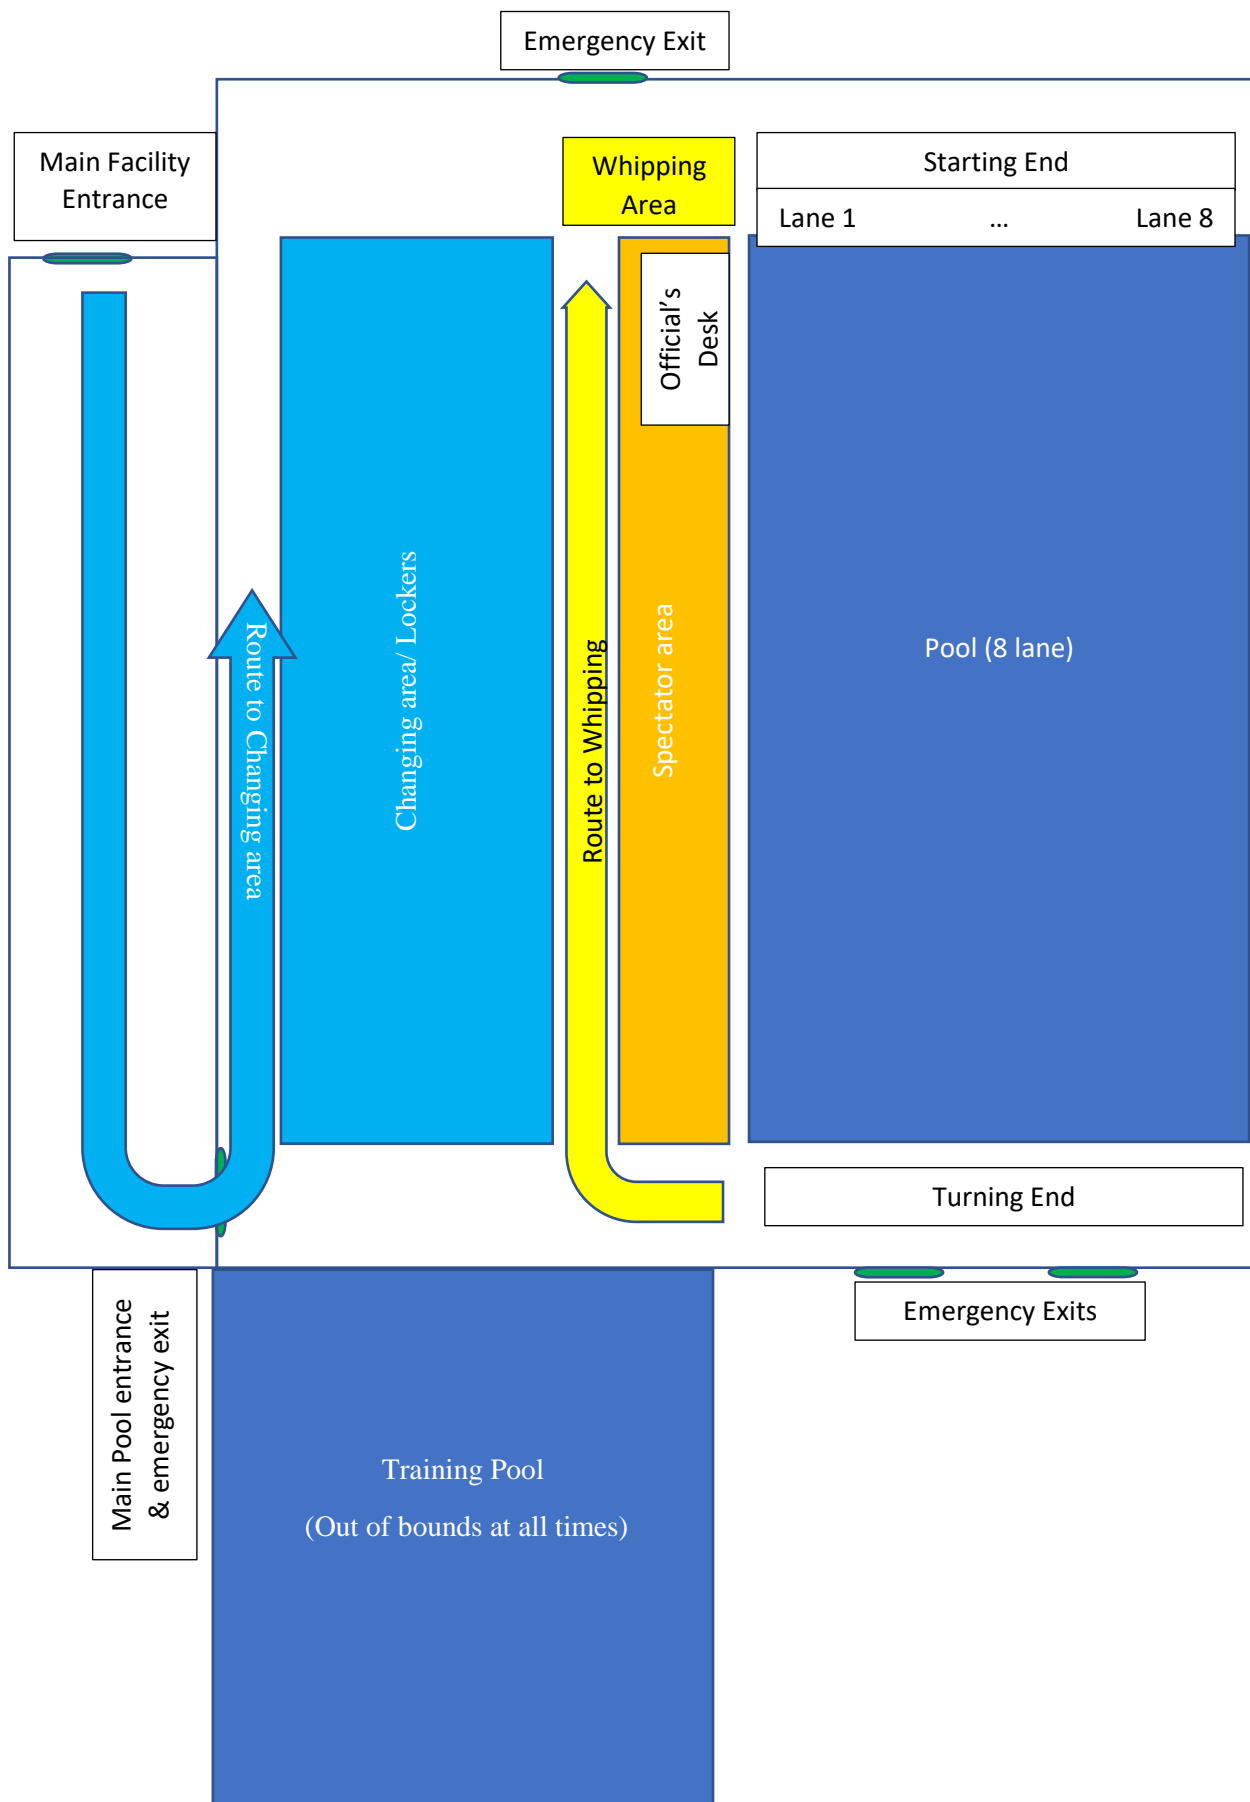 Emergency Exit
Main Facility
Entrance
Whipping
Area
Starting End
Lane 1 ... Lane 8
Official's
Desk
Route to Changing area
Changing area/ Lockers
Route to Whipping
Spectator area
Pool (8 lane)
Turning End
Main Pool entrance
& emergency exit
Emergency Exits
Training Pool
(Out of bounds at all times)